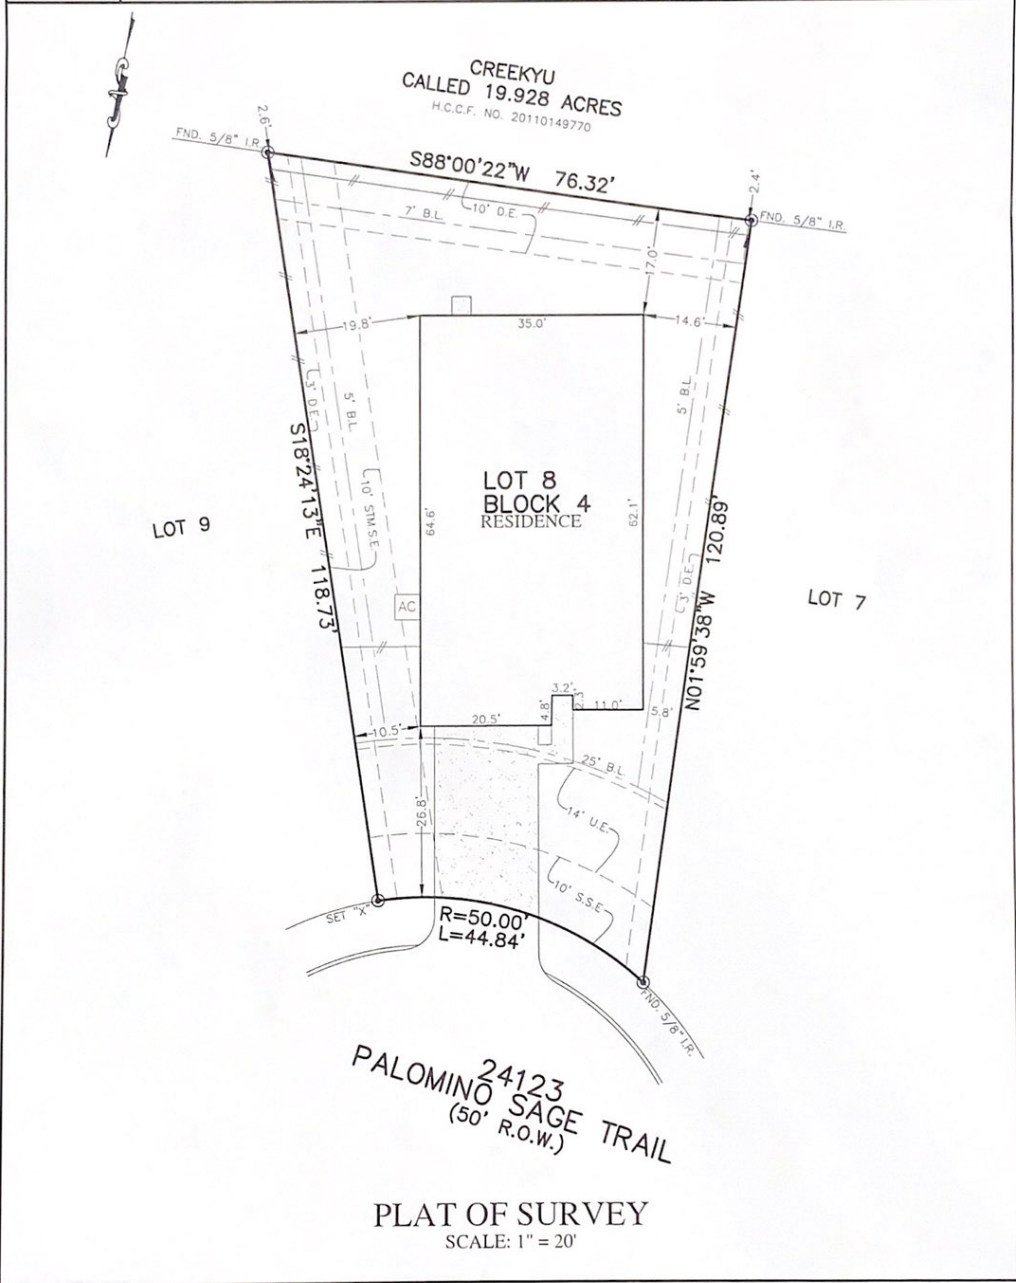 CREEKYU
CALLED 19.928 ACRES
H.C.C.F. NO. 20110149770
2.6'
FND. 5/8" I.R.
S88°00'22"W 76.32'
2.4'
FND. 5/8" I.R.
10' D.E.
7' B.L.
17.0'
19.8'
35.0'
14.6'
3' D.E.
5' B.L.
5' B.L.
S18°24'13"E 118.73'
10' STM.S.E.
64.6'
LOT 8
BLOCK 4
RESIDENCE
62.1'
N01°59'38"W 120.89'
3' D.E.
LOT 9
LOT 7
AC
3.2'
4.8'
2.3'
11.0'
5.8'
20.5'
10.5'
25' B.L.
26.8'
14' U.E.
10' S.S.E.
SET "X"
R=50.00'
L=44.84'
FND. 5/8" I.R.
24123
PALOMINO SAGE TRAIL
(50' R.O.W.)
PLAT OF SURVEY
SCALE: 1" = 20'